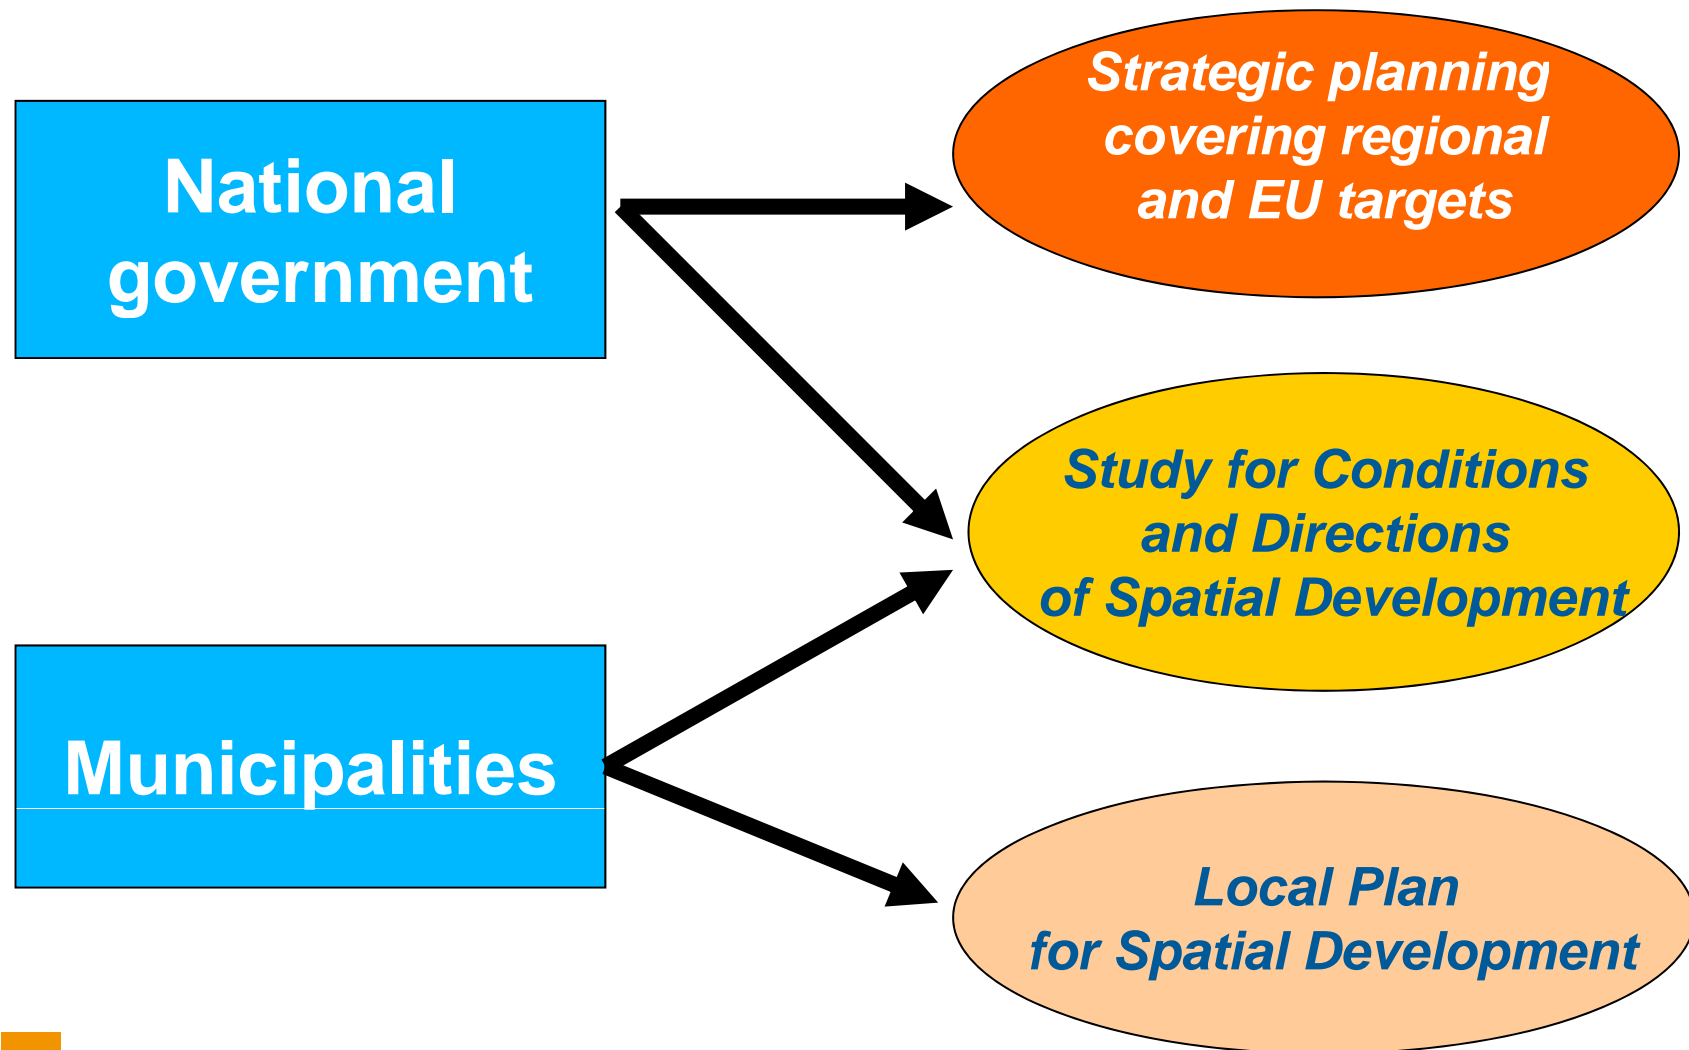 National
government
Strategic planning
covering regional
and EU targets
Study for Conditions
and Directions
of Spatial Development
Municipalities
Local Plan
for Spatial Development